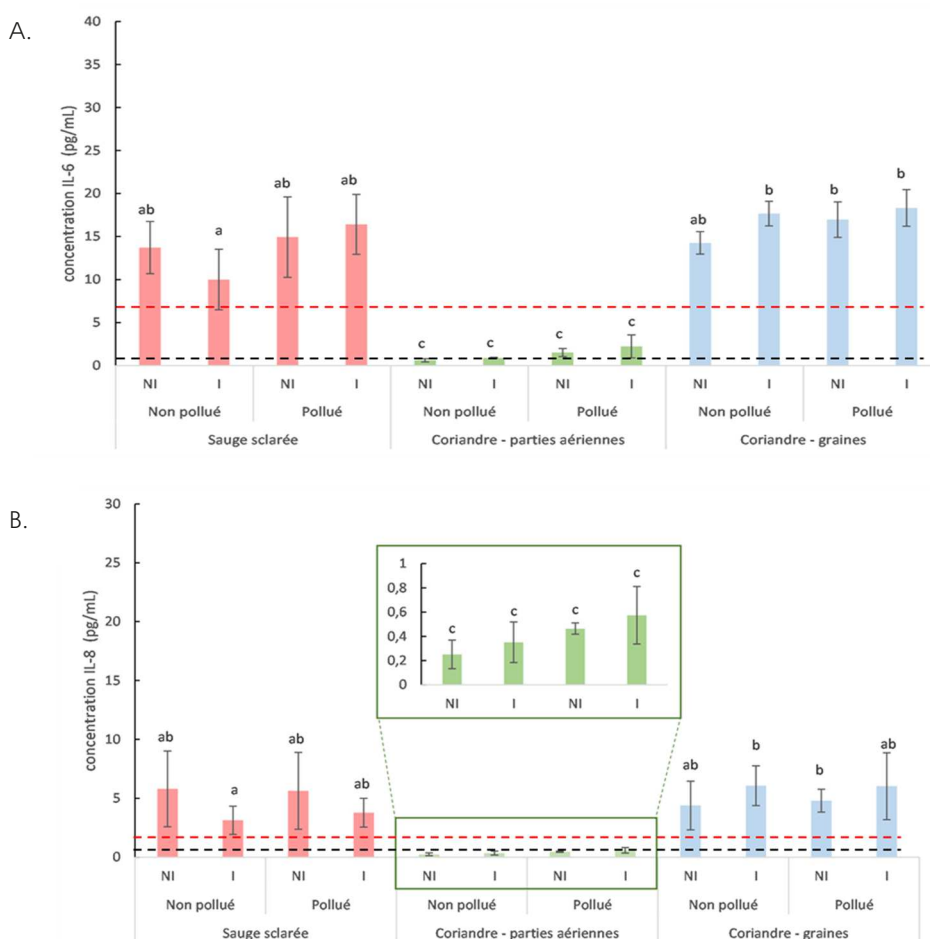 A.
concentration IL-6 (pg/mL)
40
35
30
25
20
15
10
5
0
ab
a
ab
ab
c
c
c
c
ab
b
b
b
NI I NI I NI I NI I NI I NI I
Non pollué Pollué Non pollué Pollué Non pollué Pollué
Sauge sclarée Coriandre - parties aériennes Coriandre - graines
B.
concentration IL-8 (pg/mL)
30
25
20
15
10
5
0
1
0,8
0,6
0,4
0,2
0
c
c
c
c
NI I NI I
ab
a
ab
ab
ab
b
b
ab
NI I NI I NI I NI I NI I NI I
Non pollué Pollué Non pollué Pollué Non pollué Pollué
Sauge sclarée Coriandre - parties aériennes Coriandre - graines